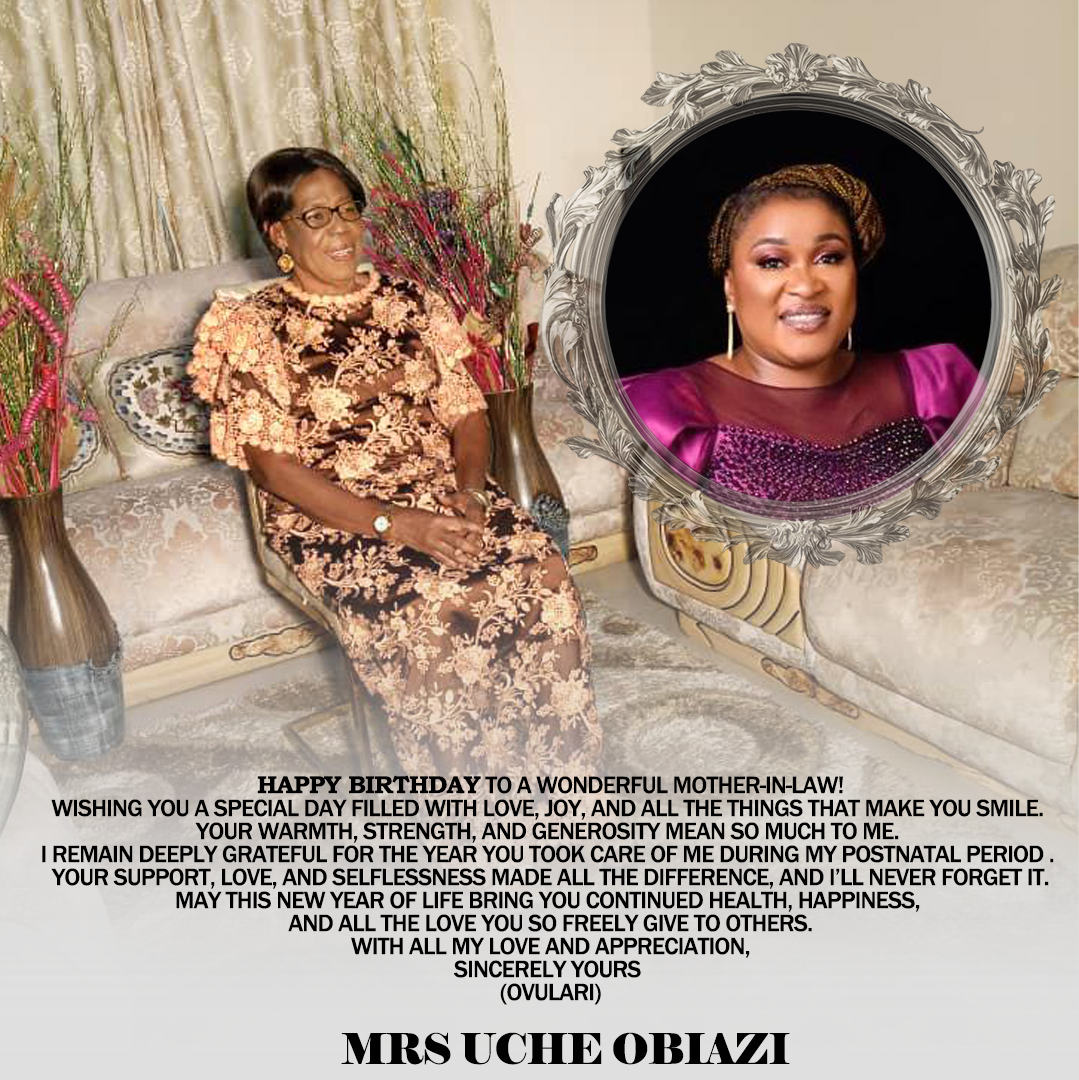 HAPPY BIRTHDAY TO A WONDERFUL MOTHER-IN-LAW!
WISHING YOU A SPECIAL DAY FILLED WITH LOVE, JOY, AND ALL THE THINGS THAT MAKE YOU SMILE.
YOUR WARMTH, STRENGTH, AND GENEROSITY MEAN SO MUCH TO ME.
I REMAIN DEEPLY GRATEFUL FOR THE YEAR YOU TOOK CARE OF ME DURING MY POSTNATAL PERIOD .
YOUR SUPPORT, LOVE, AND SELFLESSNESS MADE ALL THE DIFFERENCE, AND I’LL NEVER FORGET IT.
MAY THIS NEW YEAR OF LIFE BRING YOU CONTINUED HEALTH, HAPPINESS,
AND ALL THE LOVE YOU SO FREELY GIVE TO OTHERS.
WITH ALL MY LOVE AND APPRECIATION,
SINCERELY YOURS
(OVULARI)
MRS UCHE OBIAZI